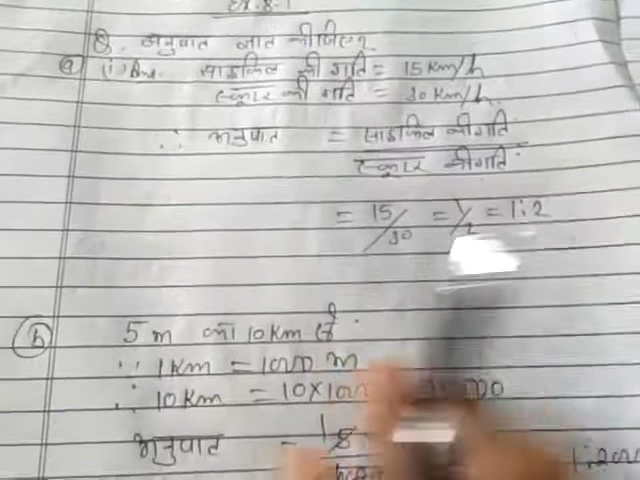 Ex. 8.1
Q. अनुपात ज्ञात कीजिए
(a) (i) Ans. साइकिल की गति = 15 Km/h
स्कूटर की गति = 30 Km/h
∴ अनुपात = साइकिल की गति
स्कूटर की गति
= 15/30 = 1/2 = 1:2
(b) 5 m का 10 Km से
∵ 1 Km = 1000 m
∴ 10 Km = 10×1000
अनुपात =